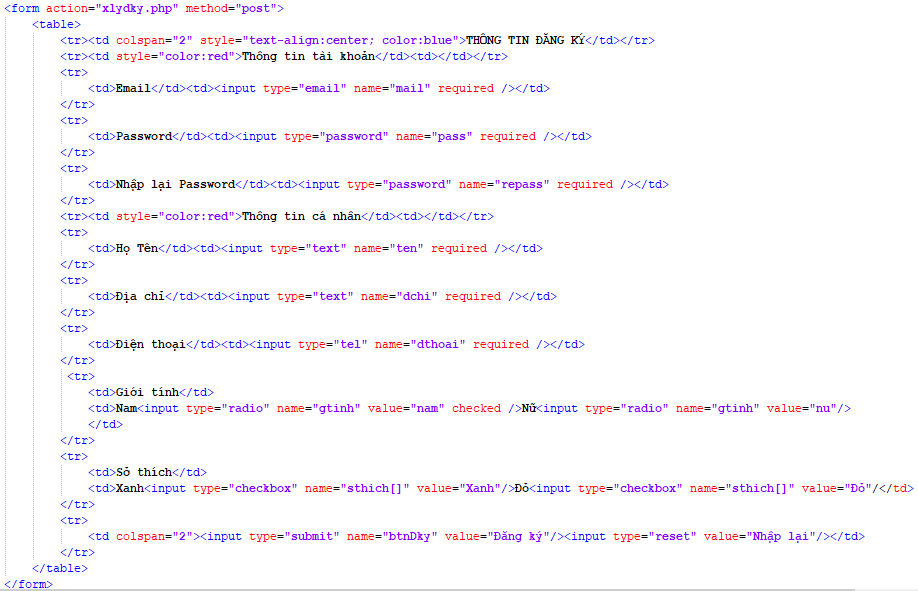 <form action="xlydky.php" method="post">
<table>
<tr><td colspan="2" style="text-align:center; color:blue">THÔNG TIN ĐĂNG KÝ</td></tr>
<tr><td style="color:red">Thông tin tài khoản</td><td></td></tr>
<tr>
<td>Email</td><td><input type="email" name="mail" required /></td>
</tr>
<tr>
<td>Password</td><td><input type="password" name="pass" required /></td>
</tr>
<tr>
<td>Nhập lại Password</td><td><input type="password" name="repass" required /></td>
</tr>
<tr><td style="color:red">Thông tin cá nhân</td><td></td></tr>
<tr>
<td>Họ Tên</td><td><input type="text" name="ten" required /></td>
</tr>
<tr>
<td>Địa chỉ</td><td><input type="text" name="dchi" required /></td>
</tr>
<tr>
<td>Điện thoại</td><td><input type="tel" name="dthoai" required /></td>
</tr>
<tr>
<td>Giới tính</td>
<td>Nam<input type="radio" name="gtinh" value="nam" checked />Nữ<input type="radio" name="gtinh" value="nu"/>
</td>
</tr>
<tr>
<td>Sở thích</td>
<td>Xanh<input type="checkbox" name="sthich[]" value="Xanh"/>Đỏ<input type="checkbox" name="sthich[]" value="Đỏ"/</td>
</tr>
<tr>
<td colspan="2"><input type="submit" name="btnDky" value="Đăng ký"/><input type="reset" value="Nhập lại"/></td>
</tr>
</table>
</form>